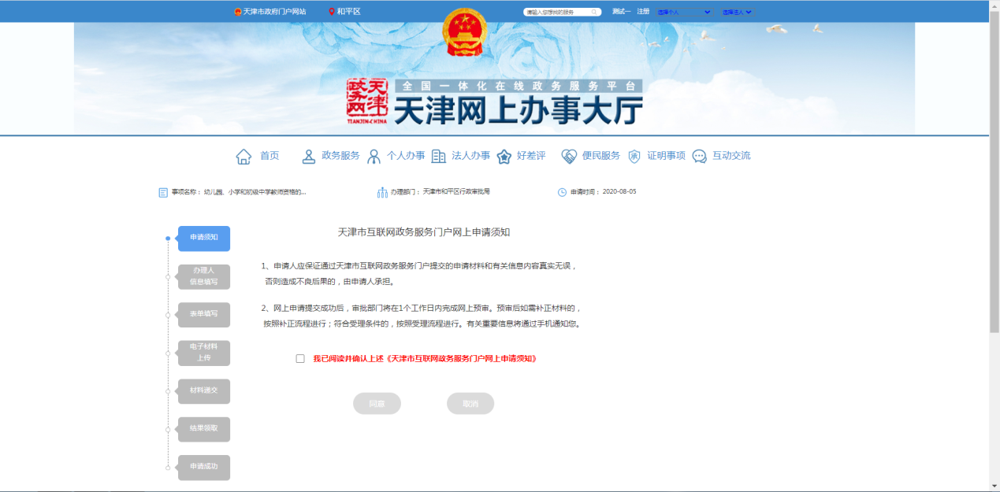 天津市政府门户网站 和平区 请输入您想找的服务 测试一 注册 选择个人 选择法人
天津政务网
TIANJIN-CHINA
全国一体化在线政务服务平台
天津网上办事大厅
首页 政务服务 个人办事 法人办事 好差评 便民服务 证明事项 互动交流
事项名称： 幼儿园、小学和初级中学教师资格的... 办理部门： 天津市和平区行政审批局 申请时间： 2020-08-05
申请须知
办理人
信息填写
表单填写
电子材料
上传
材料递交
结果领取
申请成功
天津市互联网政务服务门户网上申请须知
1、申请人应保证通过天津市互联网政务服务门户提交的申请材料和有关信息内容真实无误，
否则造成不良后果的，由申请人承担。
2、网上申请提交成功后，审批部门将在1个工作日内完成网上预审。预审后如需补正材料的，
按照补正流程进行；符合受理条件的，按照受理流程进行。有关重要信息将通过手机通知您。
我已阅读并确认上述《天津市互联网政务服务门户网上申请须知》
同意 取消